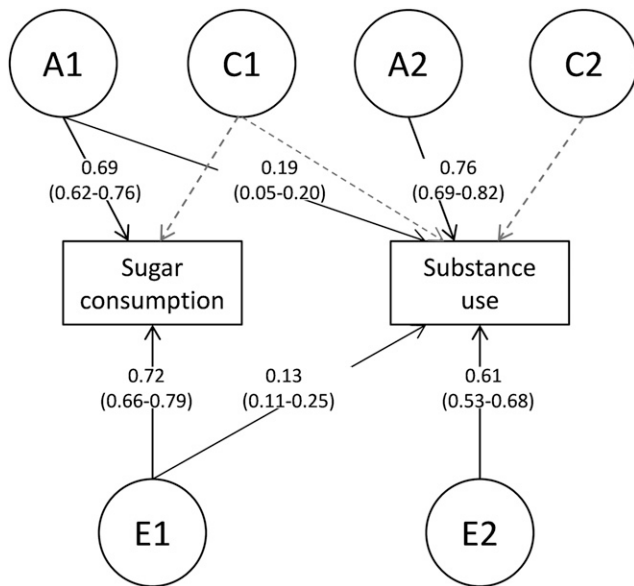 A1 C1 A2 C2
0.69 0.19 0.76
(0.62-0.76) (0.05-0.20) (0.69-0.82)
Sugar Substance
consumption use
0.72 0.13 0.61
(0.66-0.79) (0.11-0.25) (0.53-0.68)
E1 E2